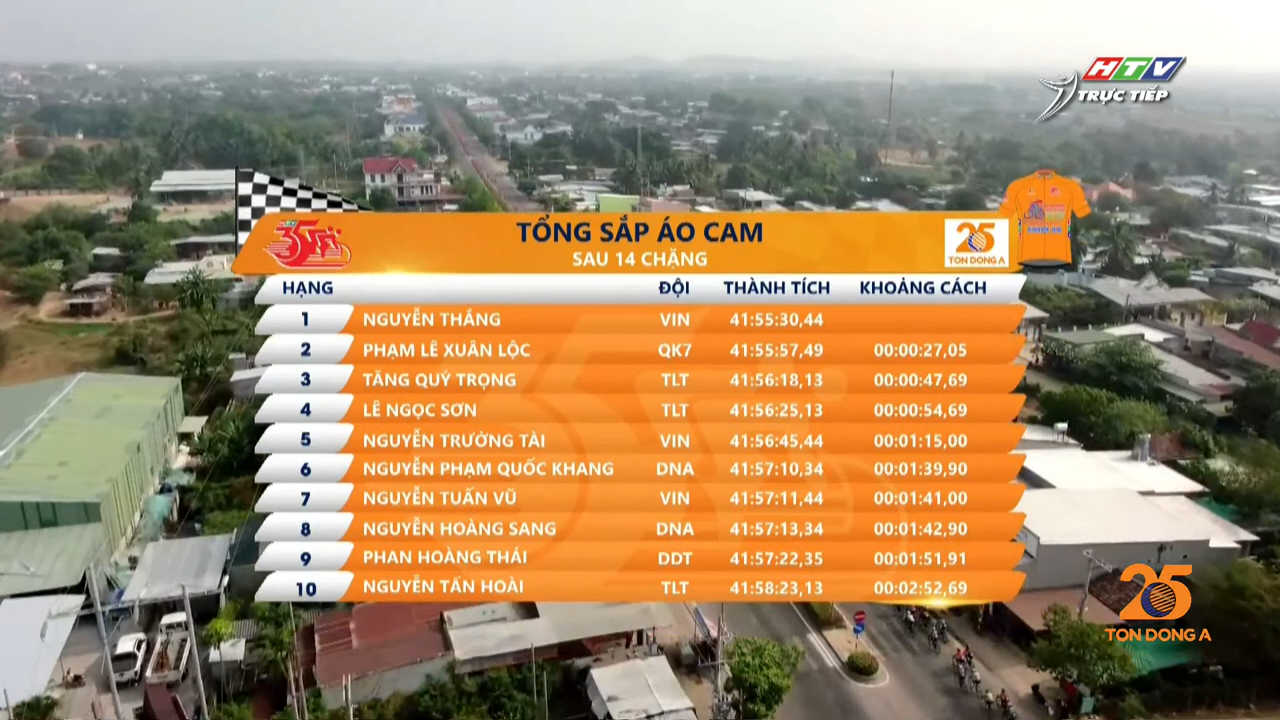 HTV
TRỰC TIẾP
35
TỔNG SẮP ÁO CAM
SAU 14 CHẶNG
25
TON DONG A
HẠNG ĐỘI THÀNH TÍCH KHOẢNG CÁCH
1 NGUYỄN THẮNG VIN 41:55:30,44
2 PHẠM LÊ XUÂN LỘC QK7 41:55:57,49 00:00:27,05
3 TĂNG QUÝ TRỌNG TLT 41:56:18,13 00:00:47,69
4 LÊ NGỌC SƠN TLT 41:56:25,13 00:00:54,69
5 NGUYỄN TRƯỜNG TÀI VIN 41:56:45,44 00:01:15,00
6 NGUYỄN PHẠM QUỐC KHANG DNA 41:57:10,34 00:01:39,90
7 NGUYỄN TUẤN VŨ VIN 41:57:11,44 00:01:41,00
8 NGUYỄN HOÀNG SANG DNA 41:57:13,34 00:01:42,90
9 PHAN HOÀNG THÁI DDT 41:57:22,35 00:01:51,91
10 NGUYỄN TẤN HOÀI TLT 41:58:23,13 00:02:52,69
25
TON DONG A